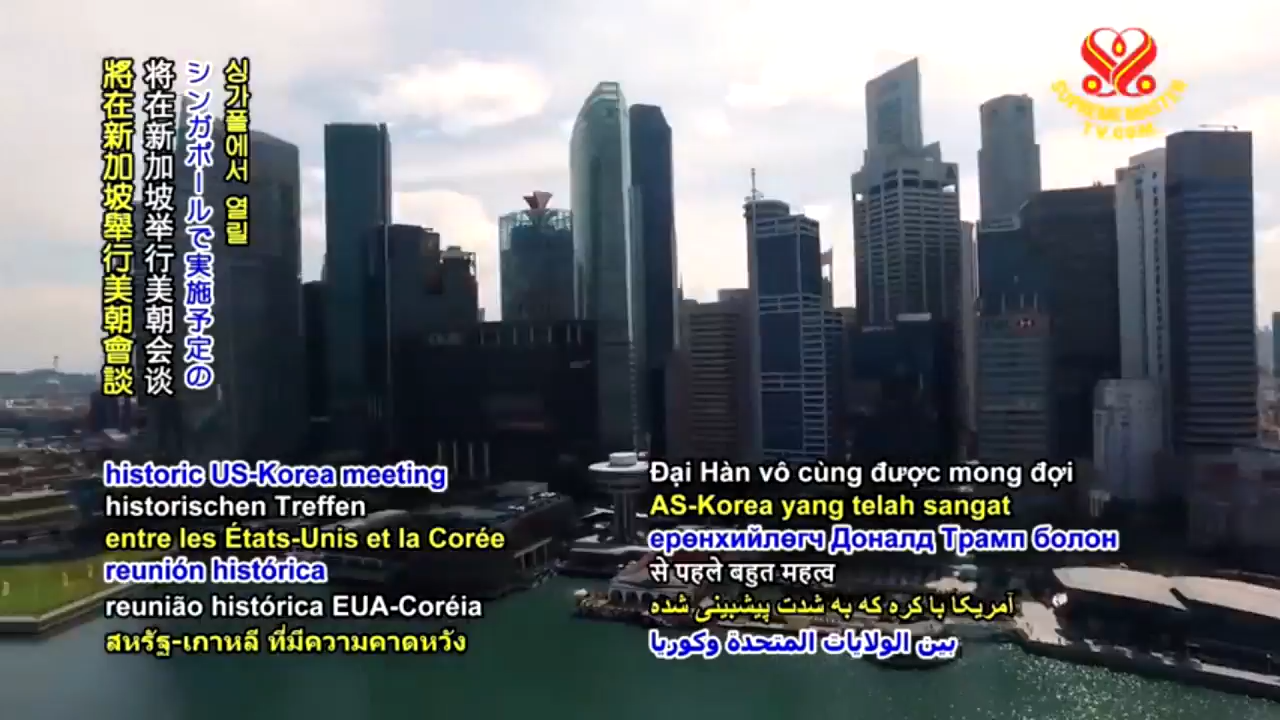 싱가폴에서 열릴
シンガポールで実施予定の
将在新加坡举行美朝会谈
將在新加坡舉行美朝會談
SUPREME MASTER
TV.COM
historic US-Korea meeting
historischen Treffen
entre les États-Unis et la Corée
reunión histórica
reunião histórica EUA-Coréia
สหรัฐ-เกาหลี ที่มีความคาดหวัง
Đại Hàn vô cùng được mong đợi
AS-Korea yang telah sangat
ерөнхийлөгч Доналд Трамп болон
से पहले बहुत महत्व
آمریکا با کره که به شدت پیشبینی شده
بين الولايات المتحدة وكوريا